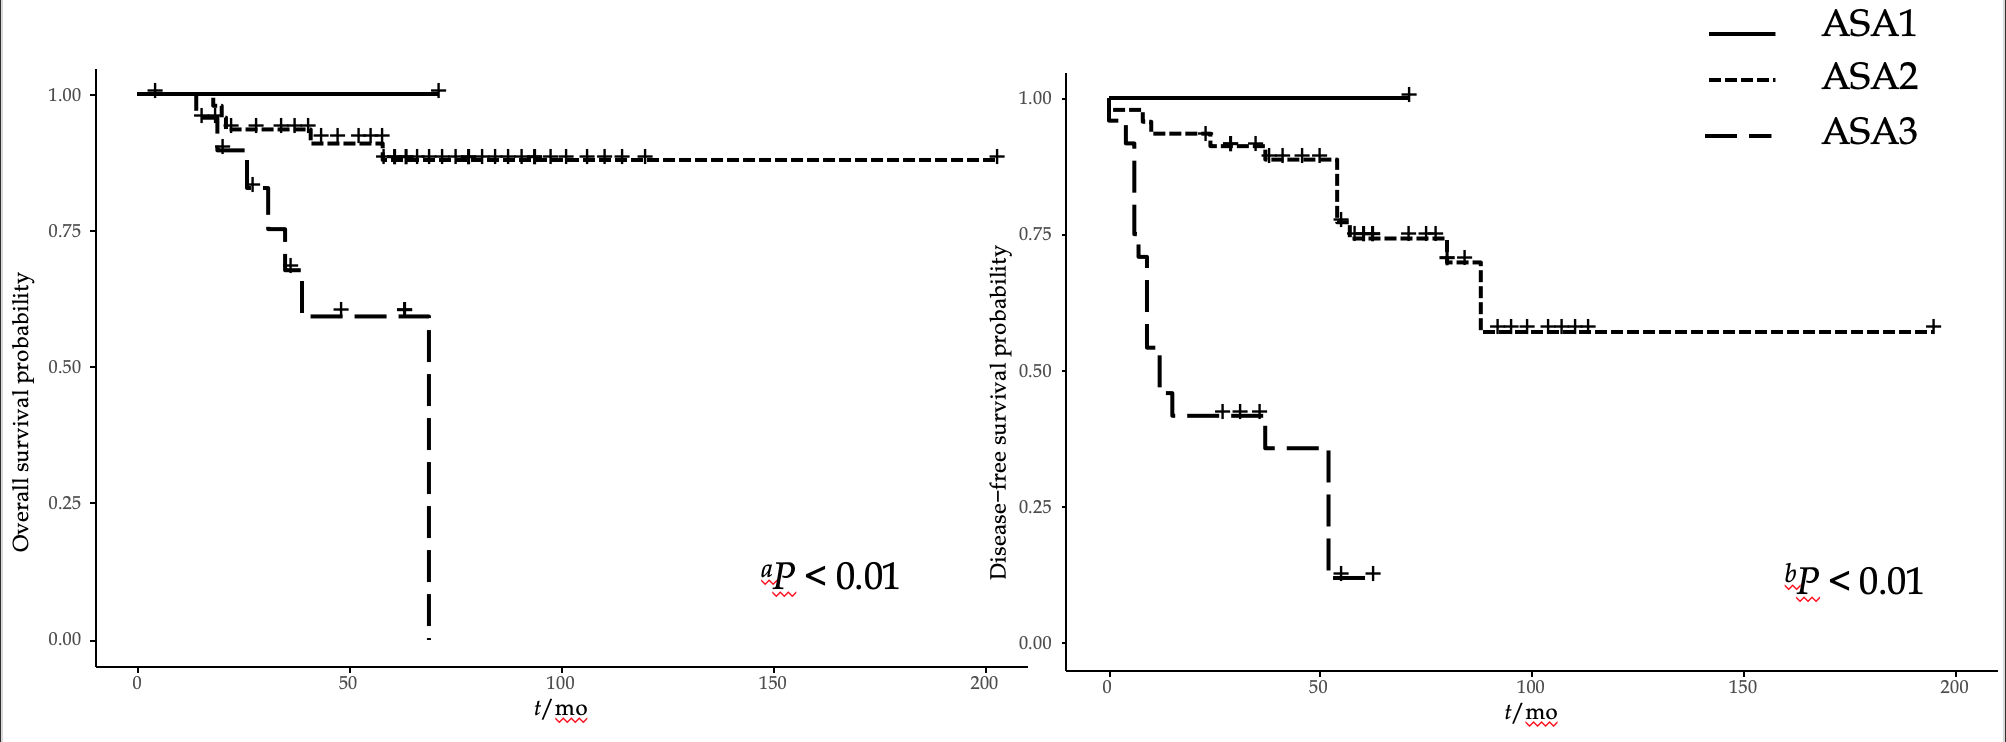 ASA1
ASA2
ASA3
Overall survival probability
1.00
0.75
0.50
0.25
0.00
0
50
100
150
200
t/mo
aP < 0.01
Disease-free survival probability
1.00
0.75
0.50
0.25
0.00
0
50
100
150
200
t/mo
bP < 0.01